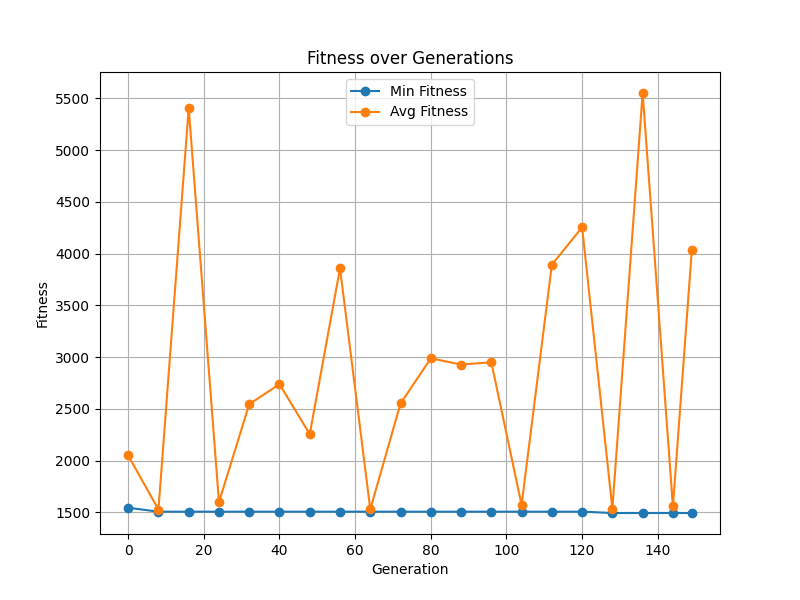 Fitness over Generations
Min Fitness
Avg Fitness
5500
5000
4500
4000
3500
3000
2500
2000
1500
Fitness
0 20 40 60 80 100 120 140
Generation